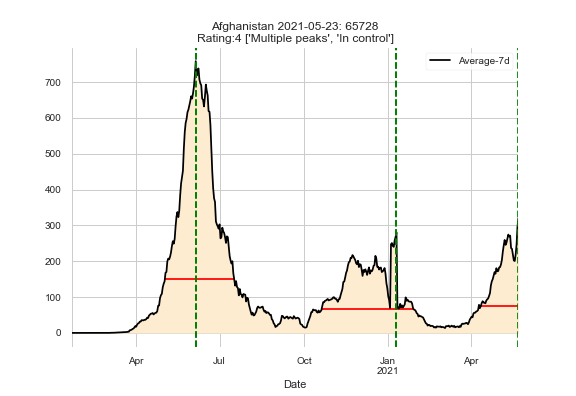 Afghanistan 2021-05-23: 65728
Rating:4 ['Multiple peaks', 'In control']
Average-7d
700
600
500
400
300
200
100
0
Apr
Jul
Oct
Jan
2021
Apr
Date